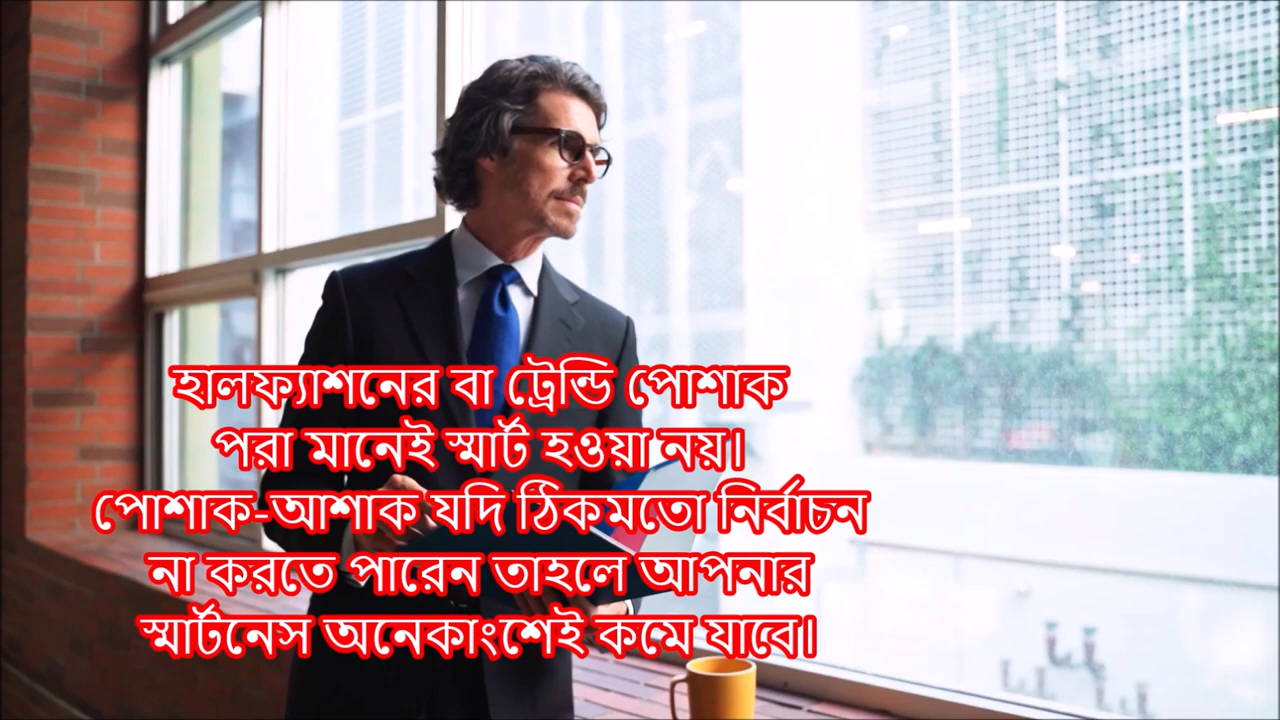 হালফ্যাশনের বা ট্রেন্ডি পোশাক
পরা মানেই স্মার্ট হওয়া নয়।
পোশাক-আশাক যদি ঠিকমতো নির্বাচন
না করতে পারেন তাহলে আপনার
স্মার্টনেস অনেকাংশেই কমে যাবে।